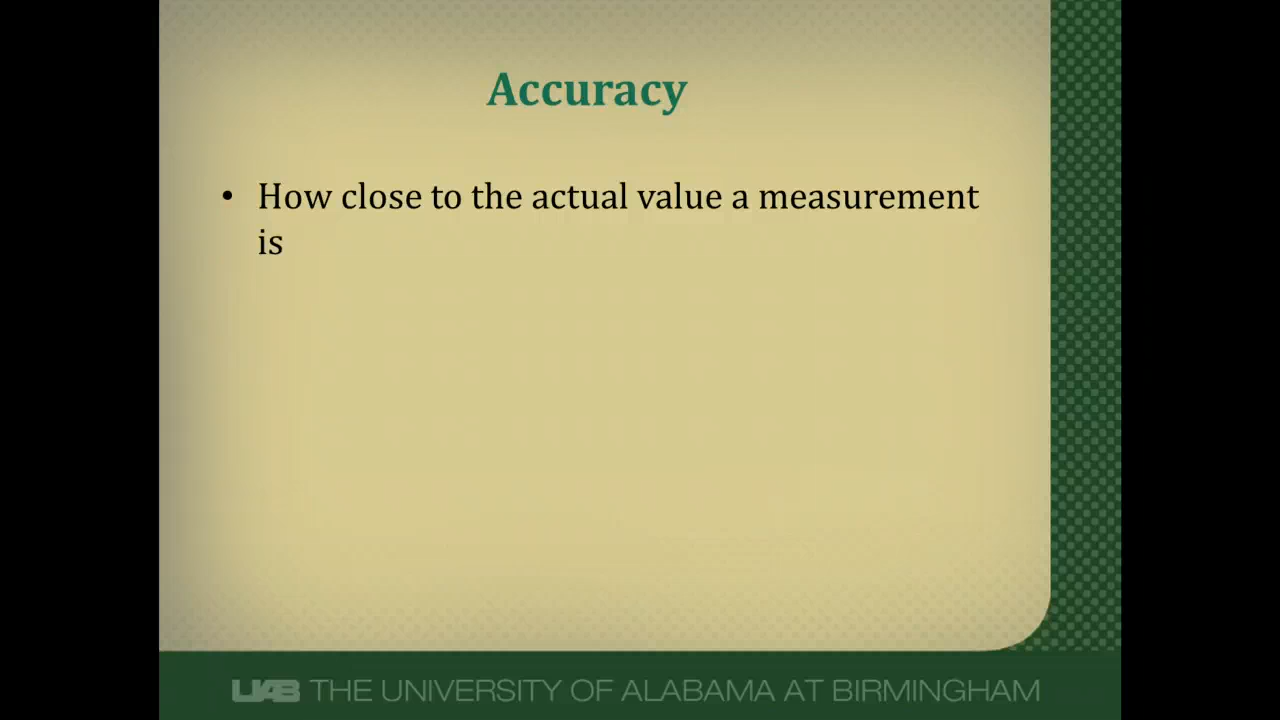 Accuracy
• How close to the actual value a measurement
is
UAB THE UNIVERSITY OF ALABAMA AT BIRMINGHAM